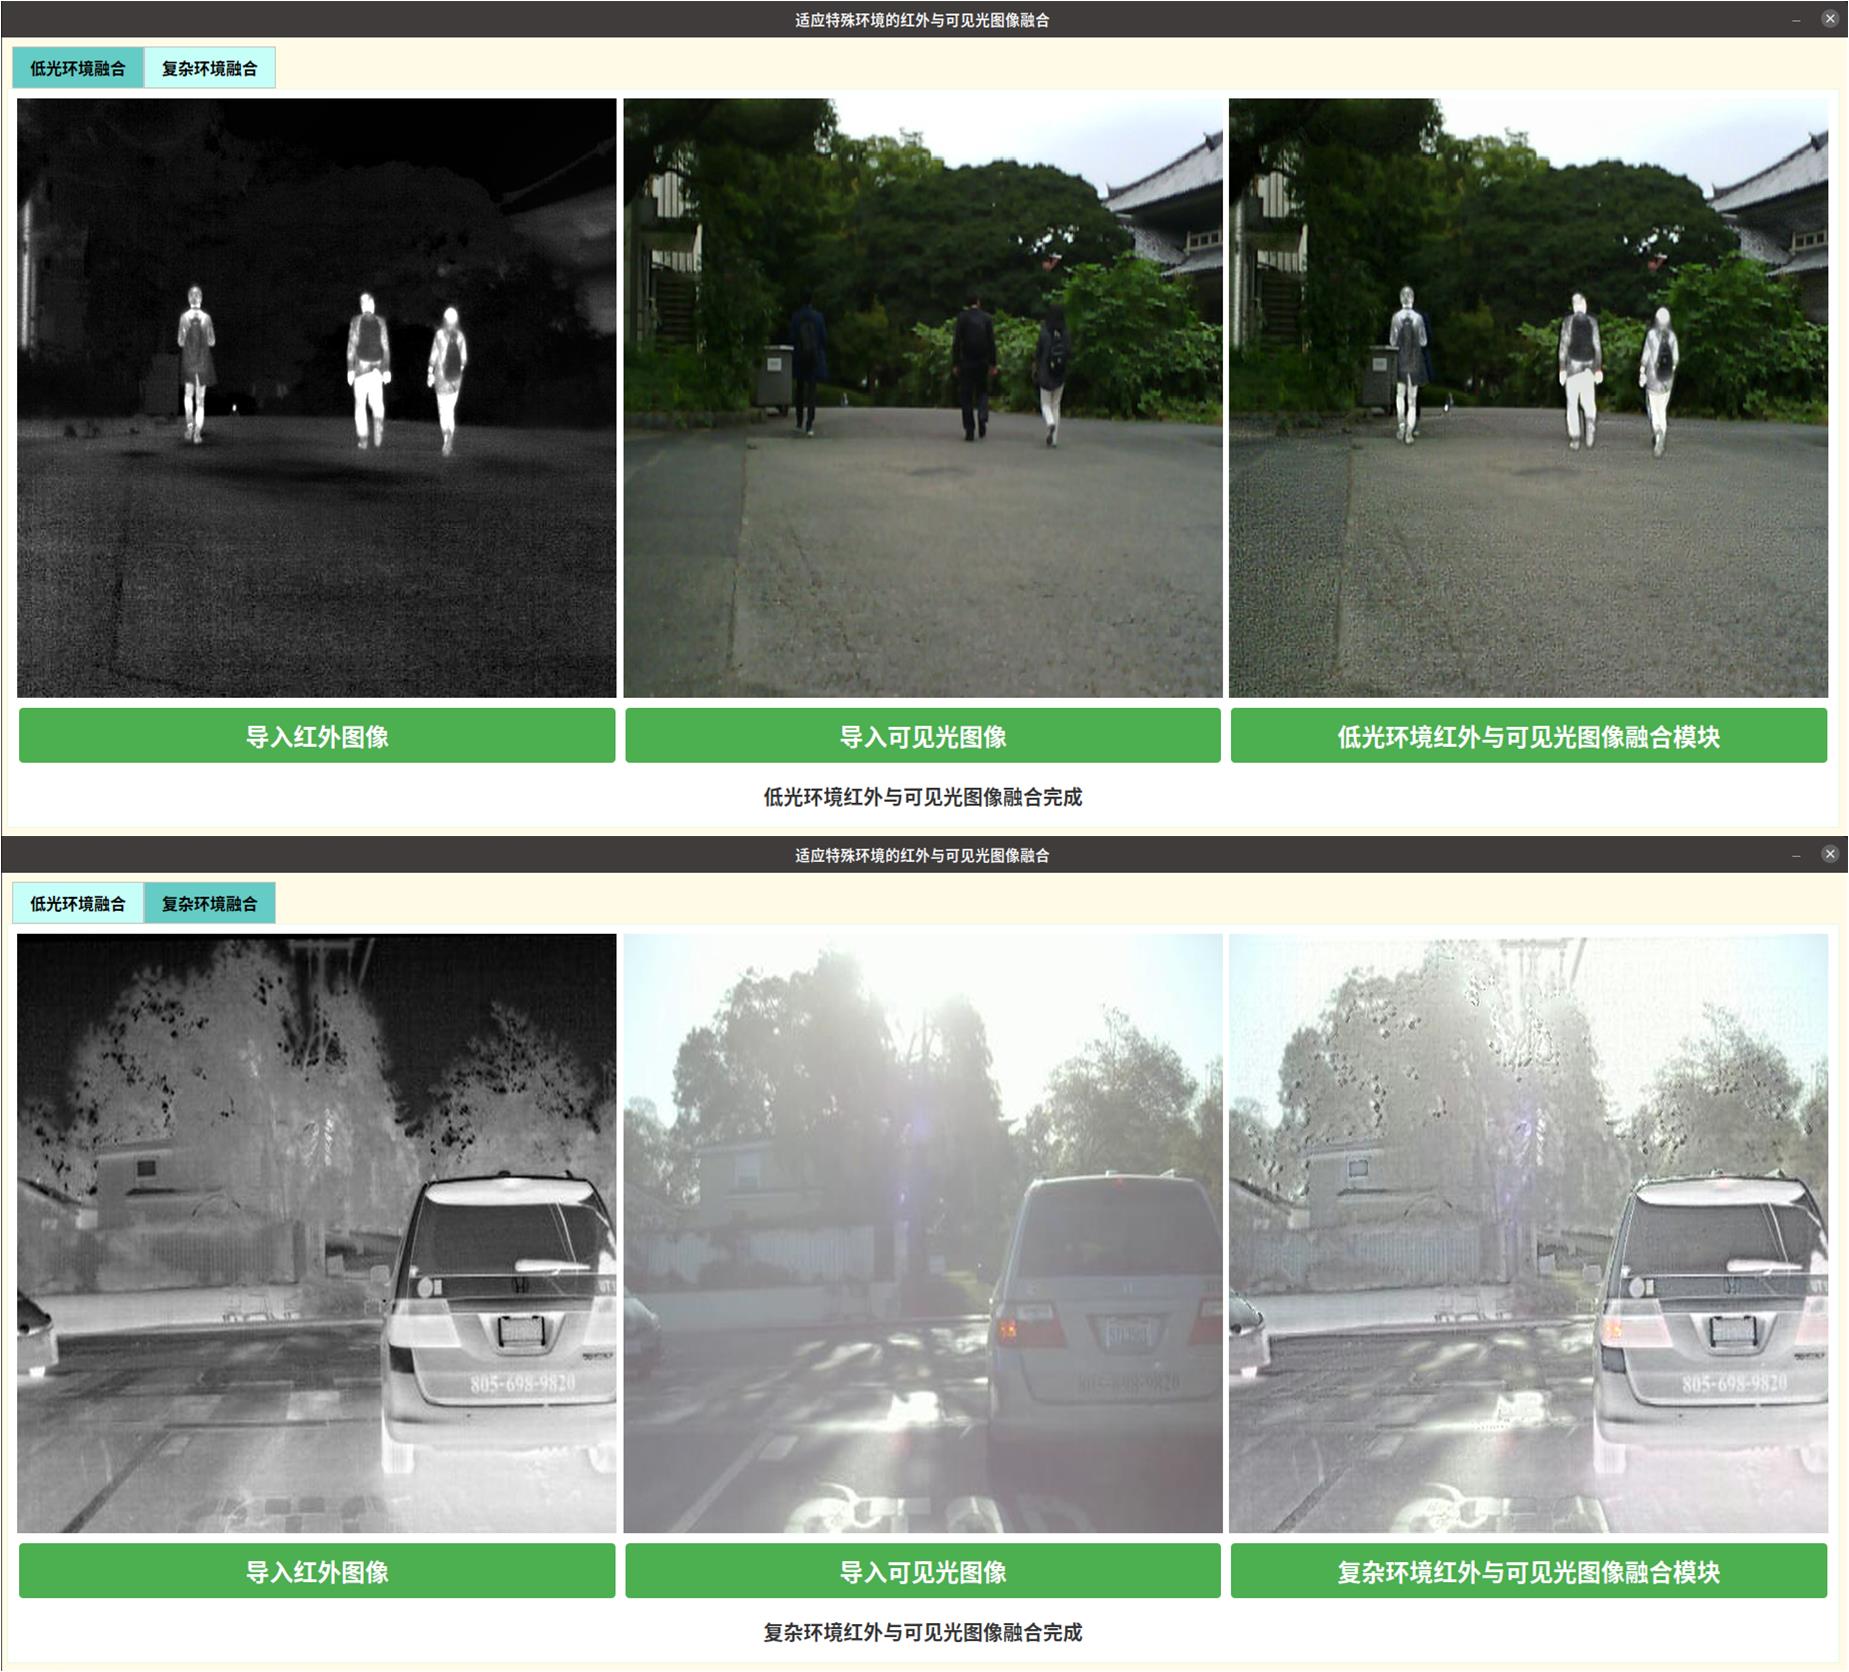 适应特殊环境的红外与可见光图像融合
低光环境融合 复杂环境融合
导入红外图像 导入可见光图像 低光环境红外与可见光图像融合模块
低光环境红外与可见光图像融合完成
适应特殊环境的红外与可见光图像融合
低光环境融合 复杂环境融合
805-698-9820 805-698-9820 805-698-9820
导入红外图像 导入可见光图像 复杂环境红外与可见光图像融合模块
复杂环境红外与可见光图像融合完成